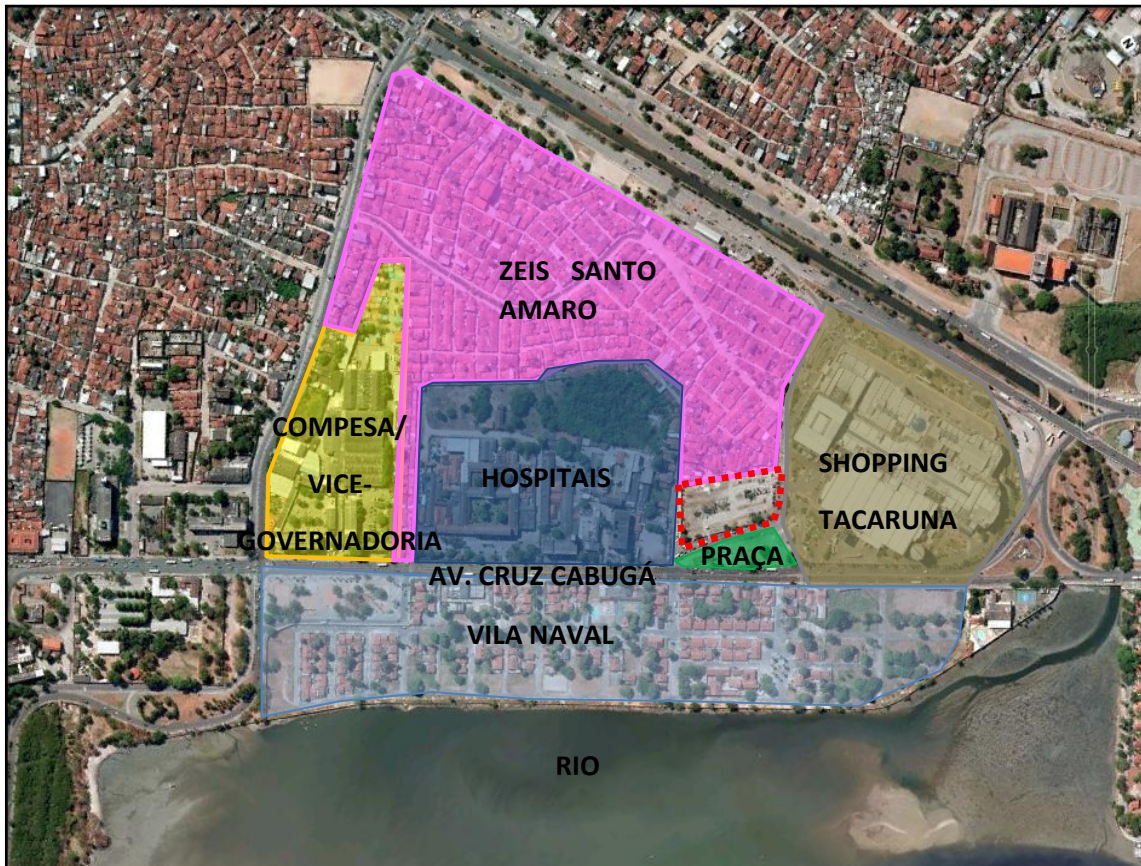 ZEIS SANTO
AMARO
COMPESA/
VICE-
GOVERNADORIA
HOSPITAIS
SHOPPING
TACARUNA
PRAÇA
AV. CRUZ CABUGÁ
VILA NAVAL
RIO